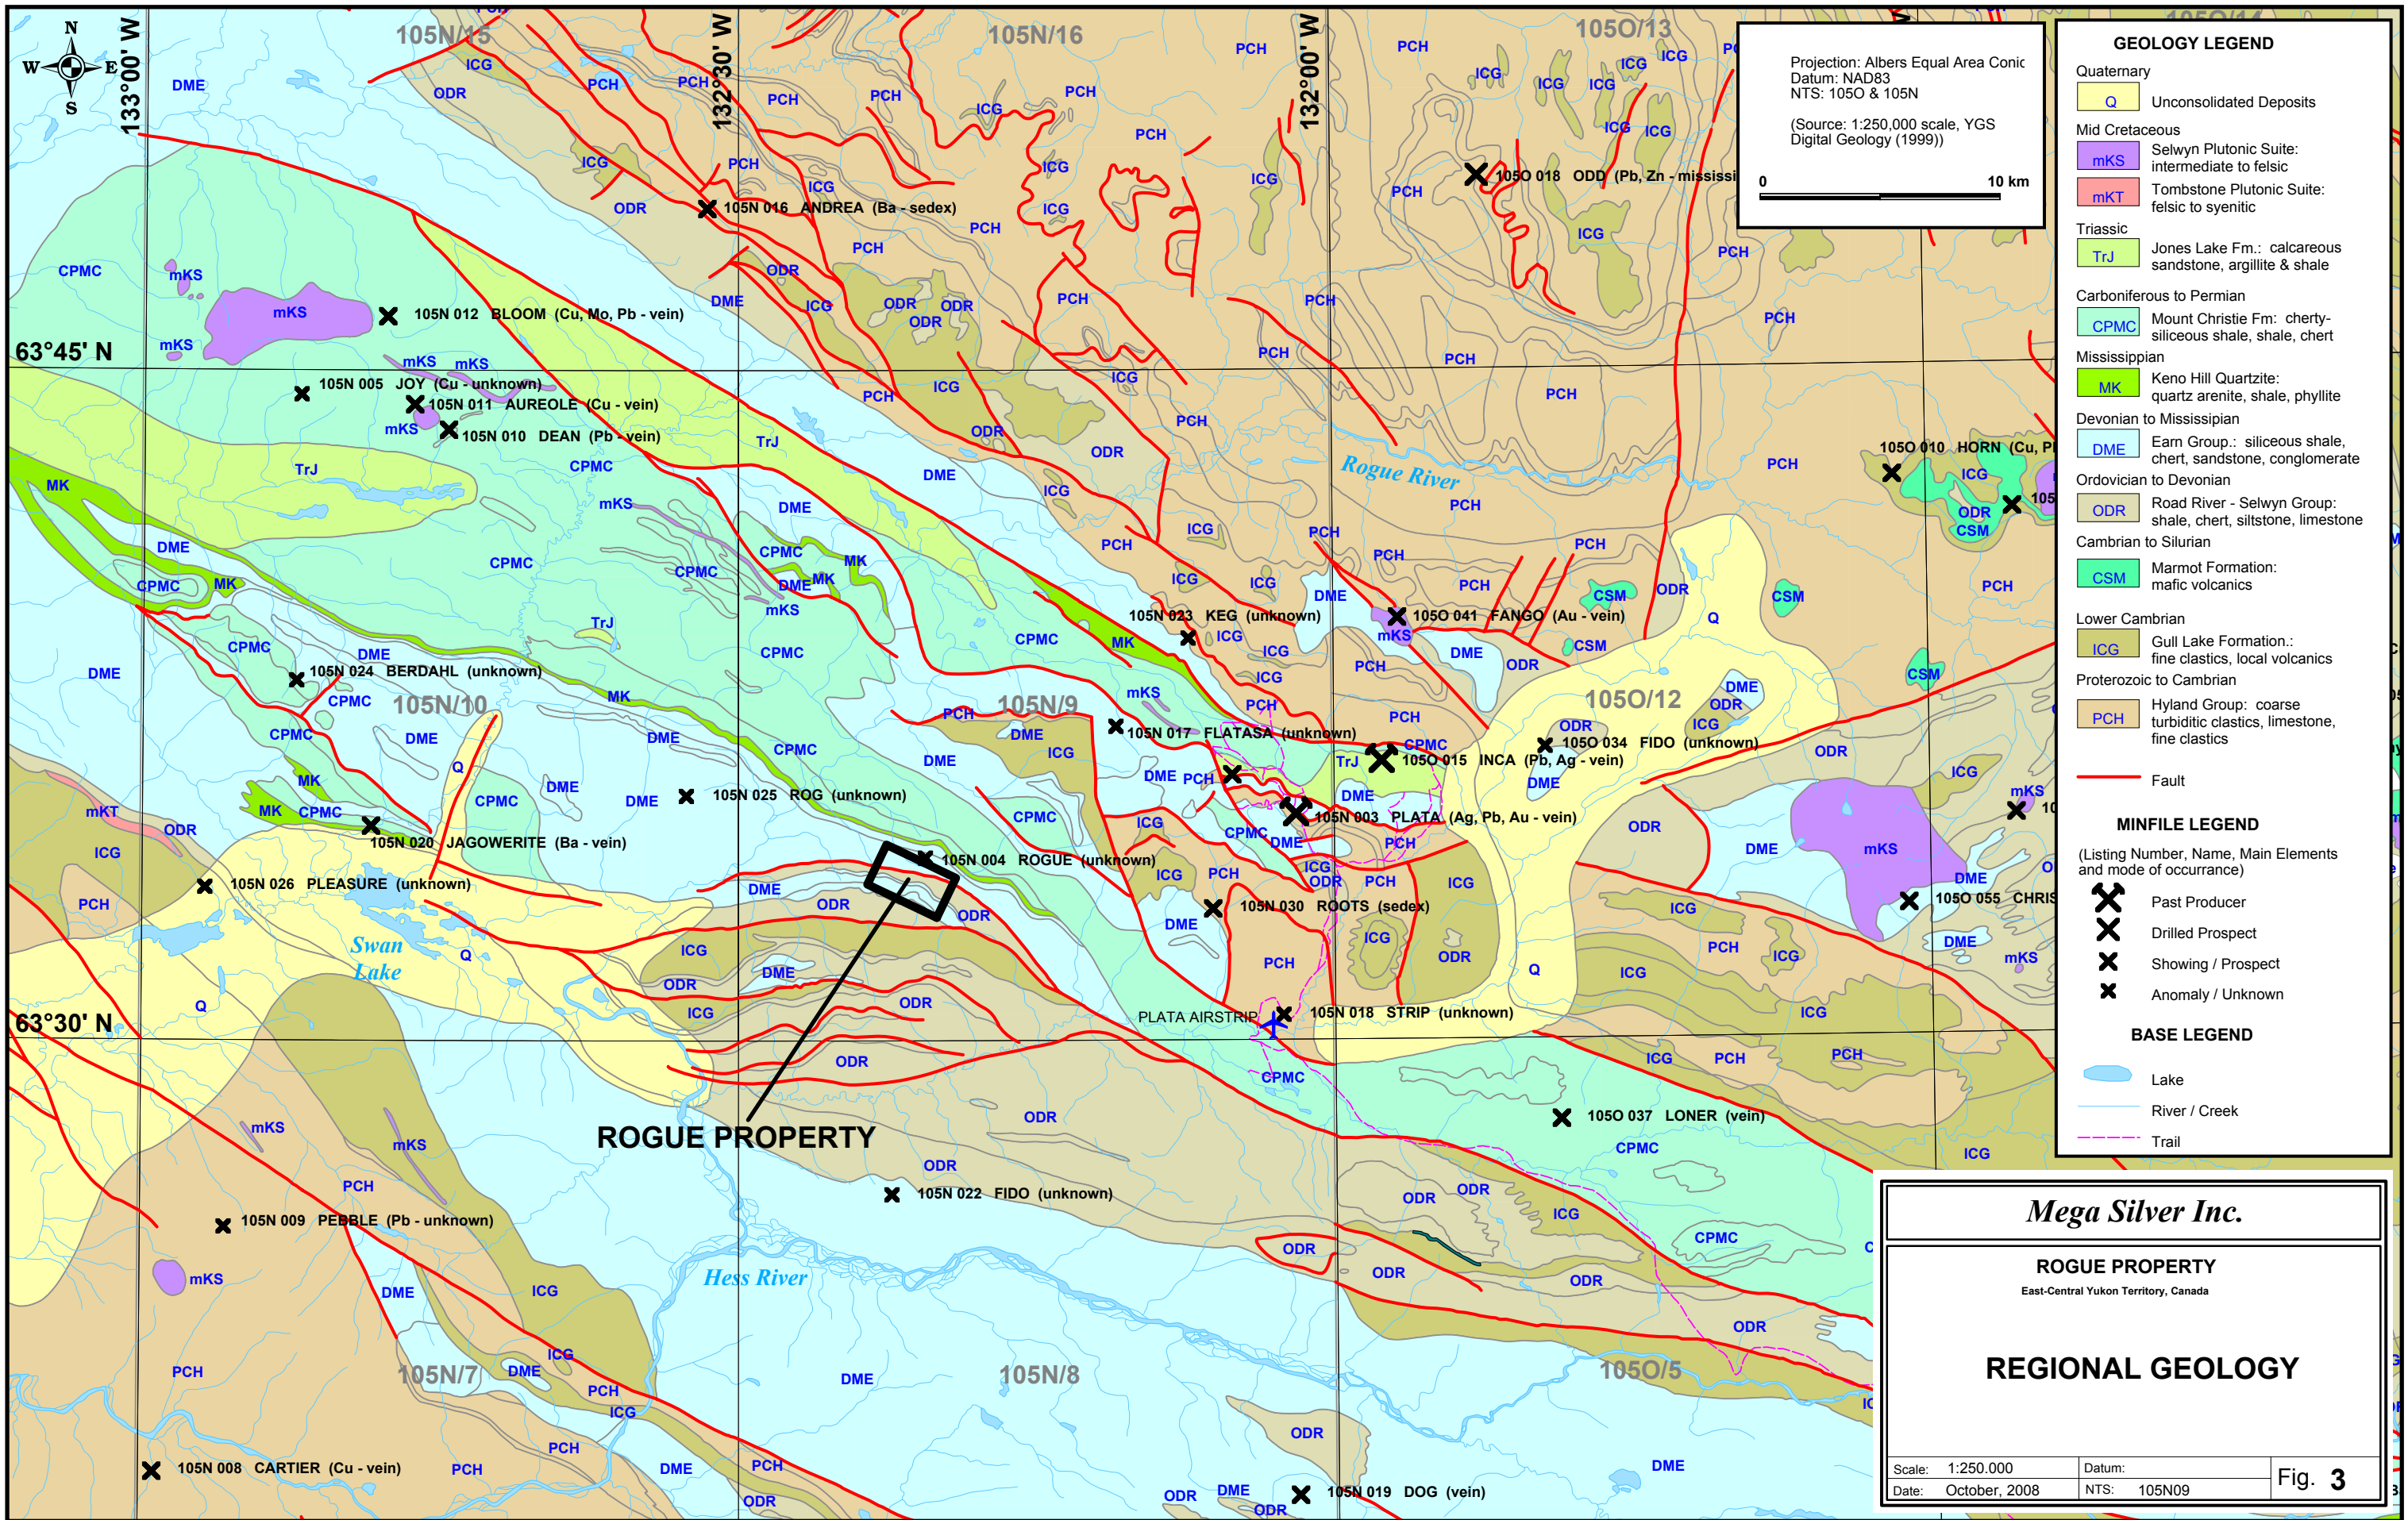 105N/15
105N/16
105O/13
105O/14
N
W
E
S
133°00' W
132°30' W
132°00' W
W
Projection: Albers Equal Area Conic
Datum: NAD83
NTS: 105O & 105N
(Source: 1:250,000 scale, YGS
Digital Geology (1999))
0
10 km
DME
ICG
ODR
PCH
105N 016 ANDREA (Ba - sedex)
105O 018 ODD (Pb, Zn - mississi
CPMC
mKS
105N 012 BLOOM (Cu, Mo, Pb - vein)
63°45' N
105N 005 JOY (Cu - unknown)
105N 011 AUREOLE (Cu - vein)
105N 010 DEAN (Pb - vein)
TrJ
MK
Rogue River
105O 010 HORN (Cu, P
105
ICG
ODR
CSM
105N 023 KEG (unknown)
105O 041 FANGO (Au - vein)
105N 024 BERDAHL (unknown)
105N/10
105N/9
105O/12
105N 017 FLATASA (unknown)
105O 034 FIDO (unknown)
105O 015 INCA (Pb, Ag - vein)
105N 025 ROG (unknown)
105N 003 PLATA (Ag, Pb, Au - vein)
mKT
105N 020 JAGOWERITE (Ba - vein)
105N 004 ROGUE (unknown)
105N 026 PLEASURE (unknown)
105N 030 ROOTS (sedex)
105O 055 CHRIS
Swan
Lake
Q
63°30' N
PLATA AIRSTRIP
105N 018 STRIP (unknown)
ROGUE PROPERTY
105O 037 LONER (vein)
105N 022 FIDO (unknown)
105N 009 PEBBLE (Pb - unknown)
Hess River
105N/7
105N/8
105O/5
105N 008 CARTIER (Cu - vein)
105N 019 DOG (vein)
GEOLOGY LEGEND
Quaternary
Q Unconsolidated Deposits
Mid Cretaceous
mKS Selwyn Plutonic Suite:
intermediate to felsic
mKT Tombstone Plutonic Suite:
felsic to syenitic
Triassic
TrJ Jones Lake Fm.: calcareous
sandstone, argillite & shale
Carboniferous to Permian
CPMC Mount Christie Fm: cherty-
siliceous shale, shale, chert
Mississippian
MK Keno Hill Quartzite:
quartz arenite, shale, phyllite
Devonian to Missisipian
DME Earn Group.: siliceous shale,
chert, sandstone, conglomerate
Ordovician to Devonian
ODR Road River - Selwyn Group:
shale, chert, siltstone, limestone
Cambrian to Silurian
CSM Marmot Formation:
mafic volcanics
Lower Cambrian
ICG Gull Lake Formation.:
fine clastics, local volcanics
Proterozoic to Cambrian
PCH Hyland Group: coarse
turbiditic clastics, limestone,
fine clastics
Fault
MINFILE LEGEND
(Listing Number, Name, Main Elements
and mode of occurrance)
Past Producer
Drilled Prospect
Showing / Prospect
Anomaly / Unknown
BASE LEGEND
Lake
River / Creek
Trail
Mega Silver Inc.
ROGUE PROPERTY
East-Central Yukon Territory, Canada
REGIONAL GEOLOGY
Scale: 1:250.000
Datum:
Date: October, 2008
NTS: 105N09
Fig. 3